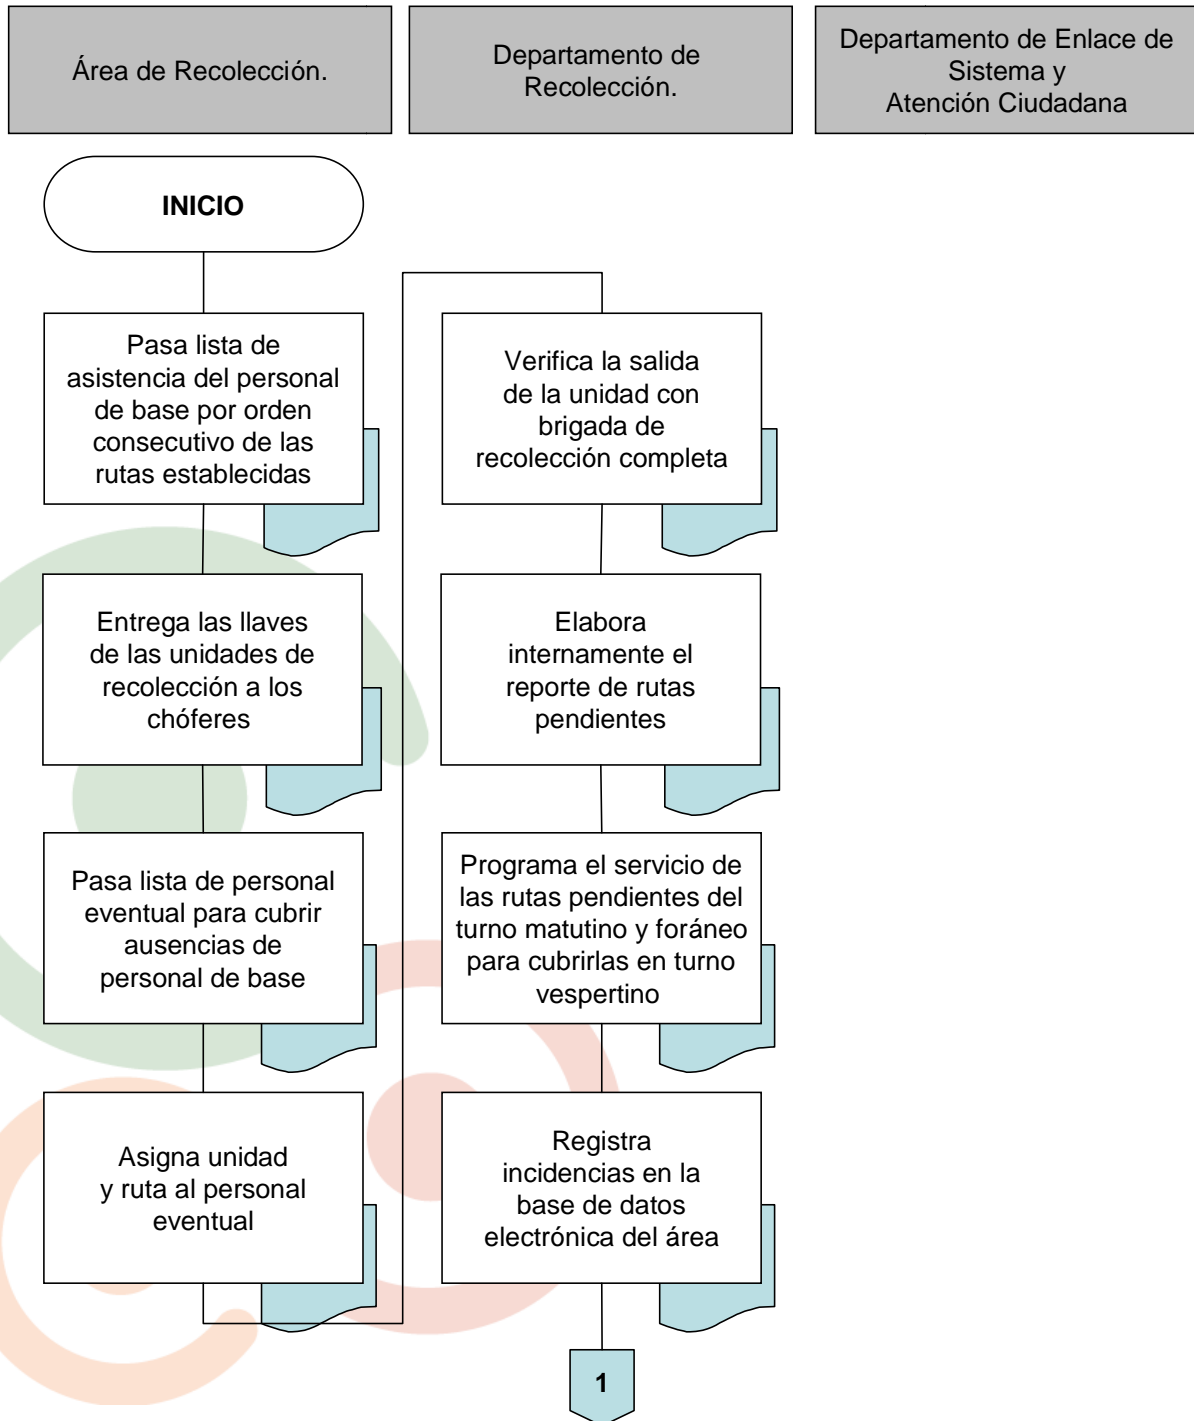 Área de Recolección.
Departamento de
Recolección.
Departamento de Enlace de
Sistema y
Atención Ciudadana
INICIO
Pasa lista de
asistencia del personal
de base por orden
consecutivo de las
rutas establecidas
Entrega las llaves
de las unidades de
recolección a los
chóferes
Pasa lista de personal
eventual para cubrir
ausencias de
personal de base
Asigna unidad
y ruta al personal
eventual
Verifica la salida
de la unidad con
brigada de
recolección completa
Elabora
internamente el
reporte de rutas
pendientes
Programa el servicio de
las rutas pendientes del
turno matutino y foráneo
para cubrirlas en turno
vespertino
Registra
incidencias en la
base de datos
electrónica del área
1